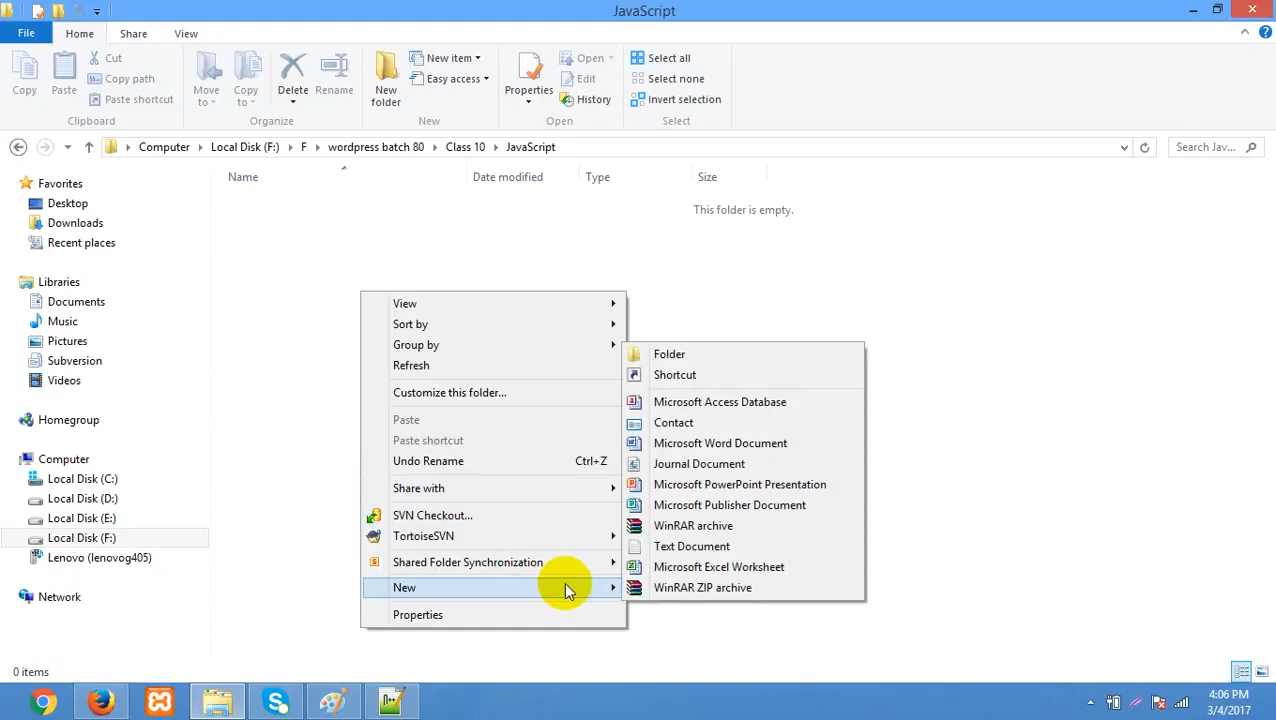 JavaScript
File
Home
Share
View
Copy
Paste
Cut
Copy path
Paste shortcut
Clipboard
Move to
Copy to
Delete
Rename
Organize
New folder
New item
Easy access
New
Properties
Open
Edit
History
Open
Select all
Select none
Invert selection
Select
Computer
Local Disk (F:)
F
wordpress batch 80
Class 10
JavaScript
Search Jav...
Name
Date modified
Type
Size
This folder is empty.
Favorites
Desktop
Downloads
Recent places
Libraries
Documents
Music
Pictures
Subversion
Videos
Homegroup
Computer
Local Disk (C:)
Local Disk (D:)
Local Disk (E:)
Local Disk (F:)
Lenovo (lenovog405)
Network
View
Sort by
Group by
Refresh
Customize this folder...
Paste
Paste shortcut
Undo Rename Ctrl+Z
Share with
SVN Checkout...
TortoiseSVN
Shared Folder Synchronization
New
Properties
Folder
Shortcut
Microsoft Access Database
Contact
Microsoft Word Document
Journal Document
Microsoft PowerPoint Presentation
Microsoft Publisher Document
WinRAR archive
Text Document
Microsoft Excel Worksheet
WinRAR ZIP archive
0 items
4:06 PM
3/4/2017